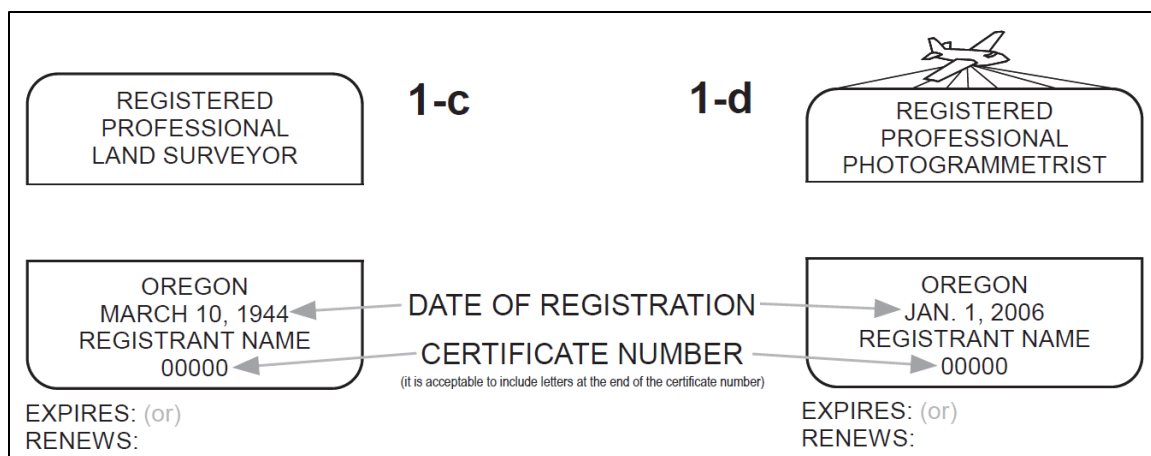 REGISTERED
PROFESSIONAL
LAND SURVEYOR
1-c
1-d
REGISTERED
PROFESSIONAL
PHOTOGRAMMETRIST
OREGON
MARCH 10, 1944
REGISTRANT NAME
00000
DATE OF REGISTRATION
CERTIFICATE NUMBER
(it is acceptable to include letters at the end of the certificate number)
OREGON
JAN. 1, 2006
REGISTRANT NAME
00000
EXPIRES: (or)
RENEWS:
EXPIRES: (or)
RENEWS: